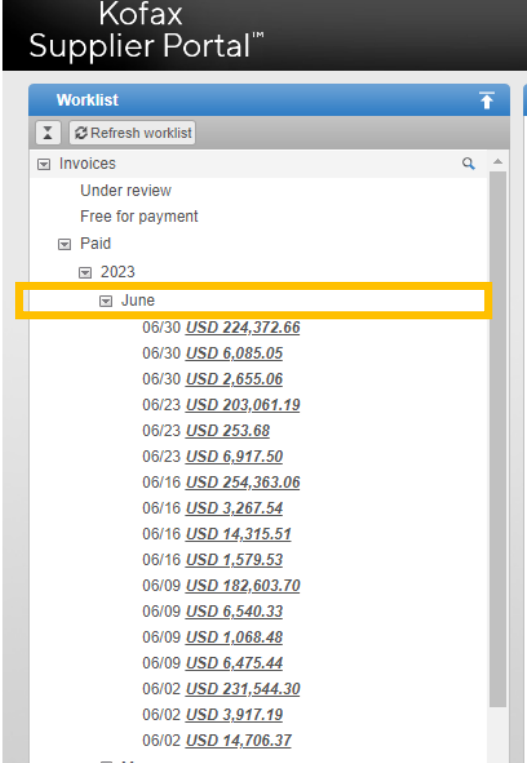 Kofax
Supplier Portal™
Worklist
Refresh worklist
Invoices
Under review
Free for payment
Paid
2023
June
06/30 USD 224,372.66
06/30 USD 6,085.05
06/30 USD 2,655.06
06/23 USD 203,061.19
06/23 USD 253.68
06/23 USD 6,917.50
06/16 USD 254,363.06
06/16 USD 3,267.54
06/16 USD 14,315.51
06/16 USD 1,579.53
06/09 USD 182,603.70
06/09 USD 6,540.33
06/09 USD 1,068.48
06/09 USD 6,475.44
06/02 USD 231,544.30
06/02 USD 3,917.19
06/02 USD 14,706.37